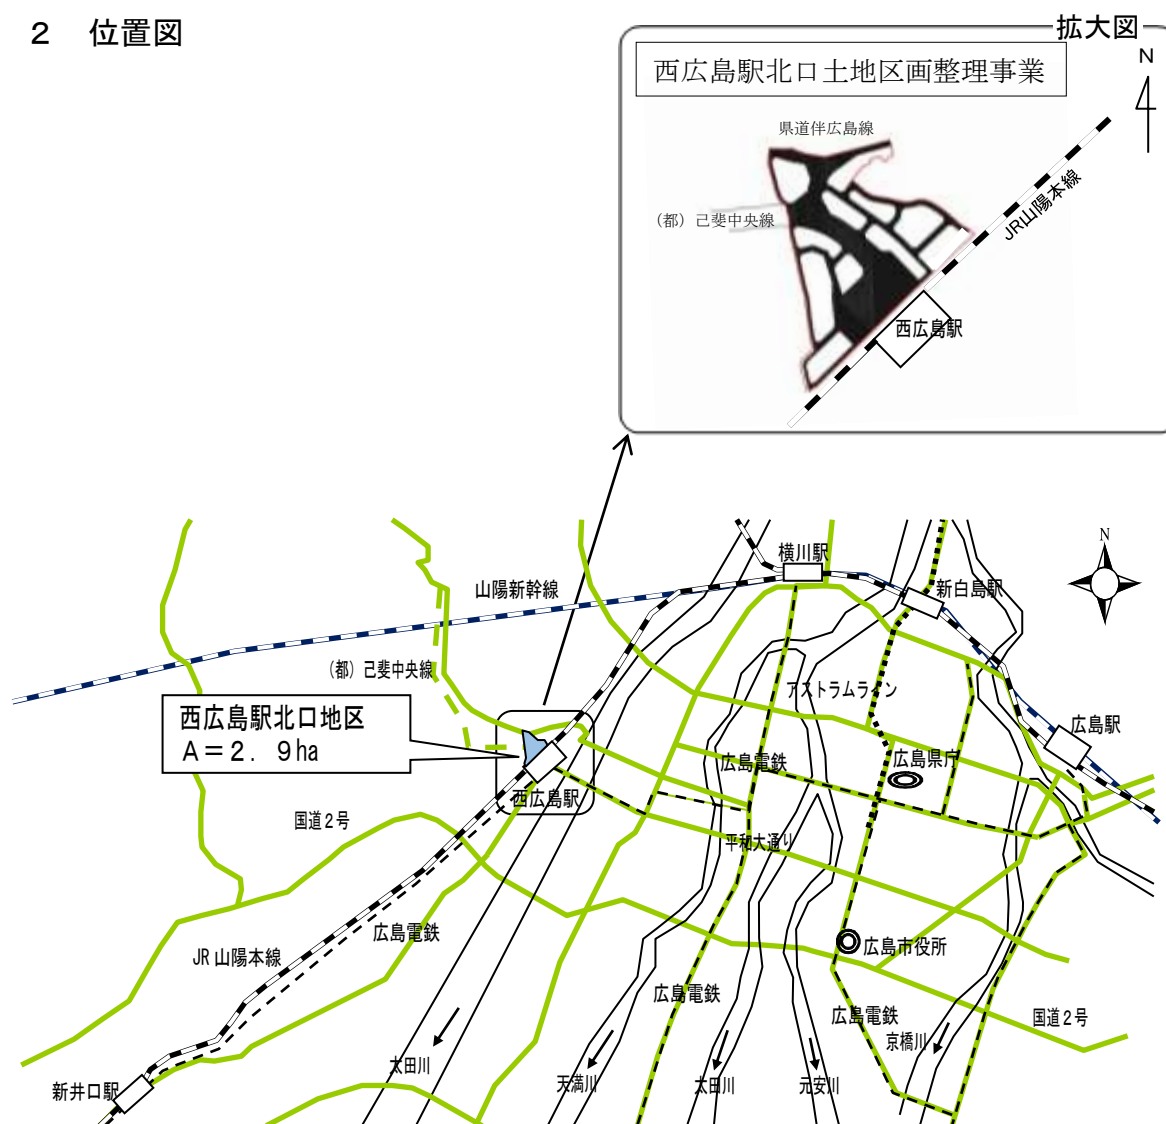 2　位置図
拡大図
N
西広島駅北口土地区画整理事業
県道伴広島線
（都）己斐中央線
JR山陽本線
西広島駅
横川駅
N
山陽新幹線
新白島駅
（都）己斐中央線
アストラムライン
西広島駅北口地区
A＝2．9ha
広島駅
広島電鉄
広島県庁
西広島駅
国道2号
平和大通り
広島電鉄
JR山陽本線
広島市役所
広島電鉄
広島電鉄
国道2号
京橋川
太田川
新井口駅
天満川
太田川
元安川